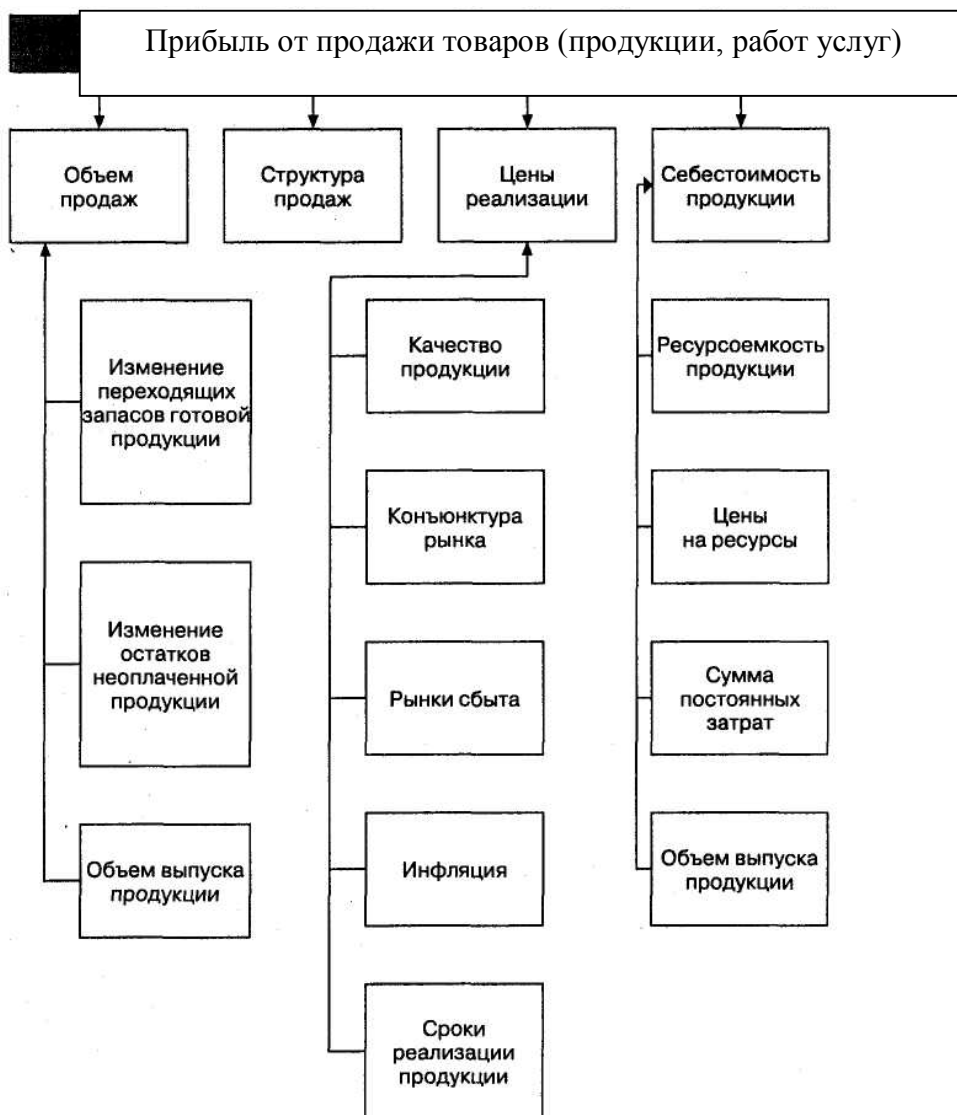 Прибыль от продажи товаров (продукции, работ услуг)
Объем
продаж
Структура
продаж
Цены
реализации
Себестоимость
продукции
Изменение
переходящих
запасов готовой
продукции
Изменение
остатков
неоплаченной
продукции
Объем выпуска
продукции
Качество
продукции
Конъюнктура
рынка
Рынки сбыта
Инфляция
Сроки
реализации
продукции
Ресурсоемкость
продукции
Цены
на ресурсы
Сумма
постоянных
затрат
Объем выпуска
продукции